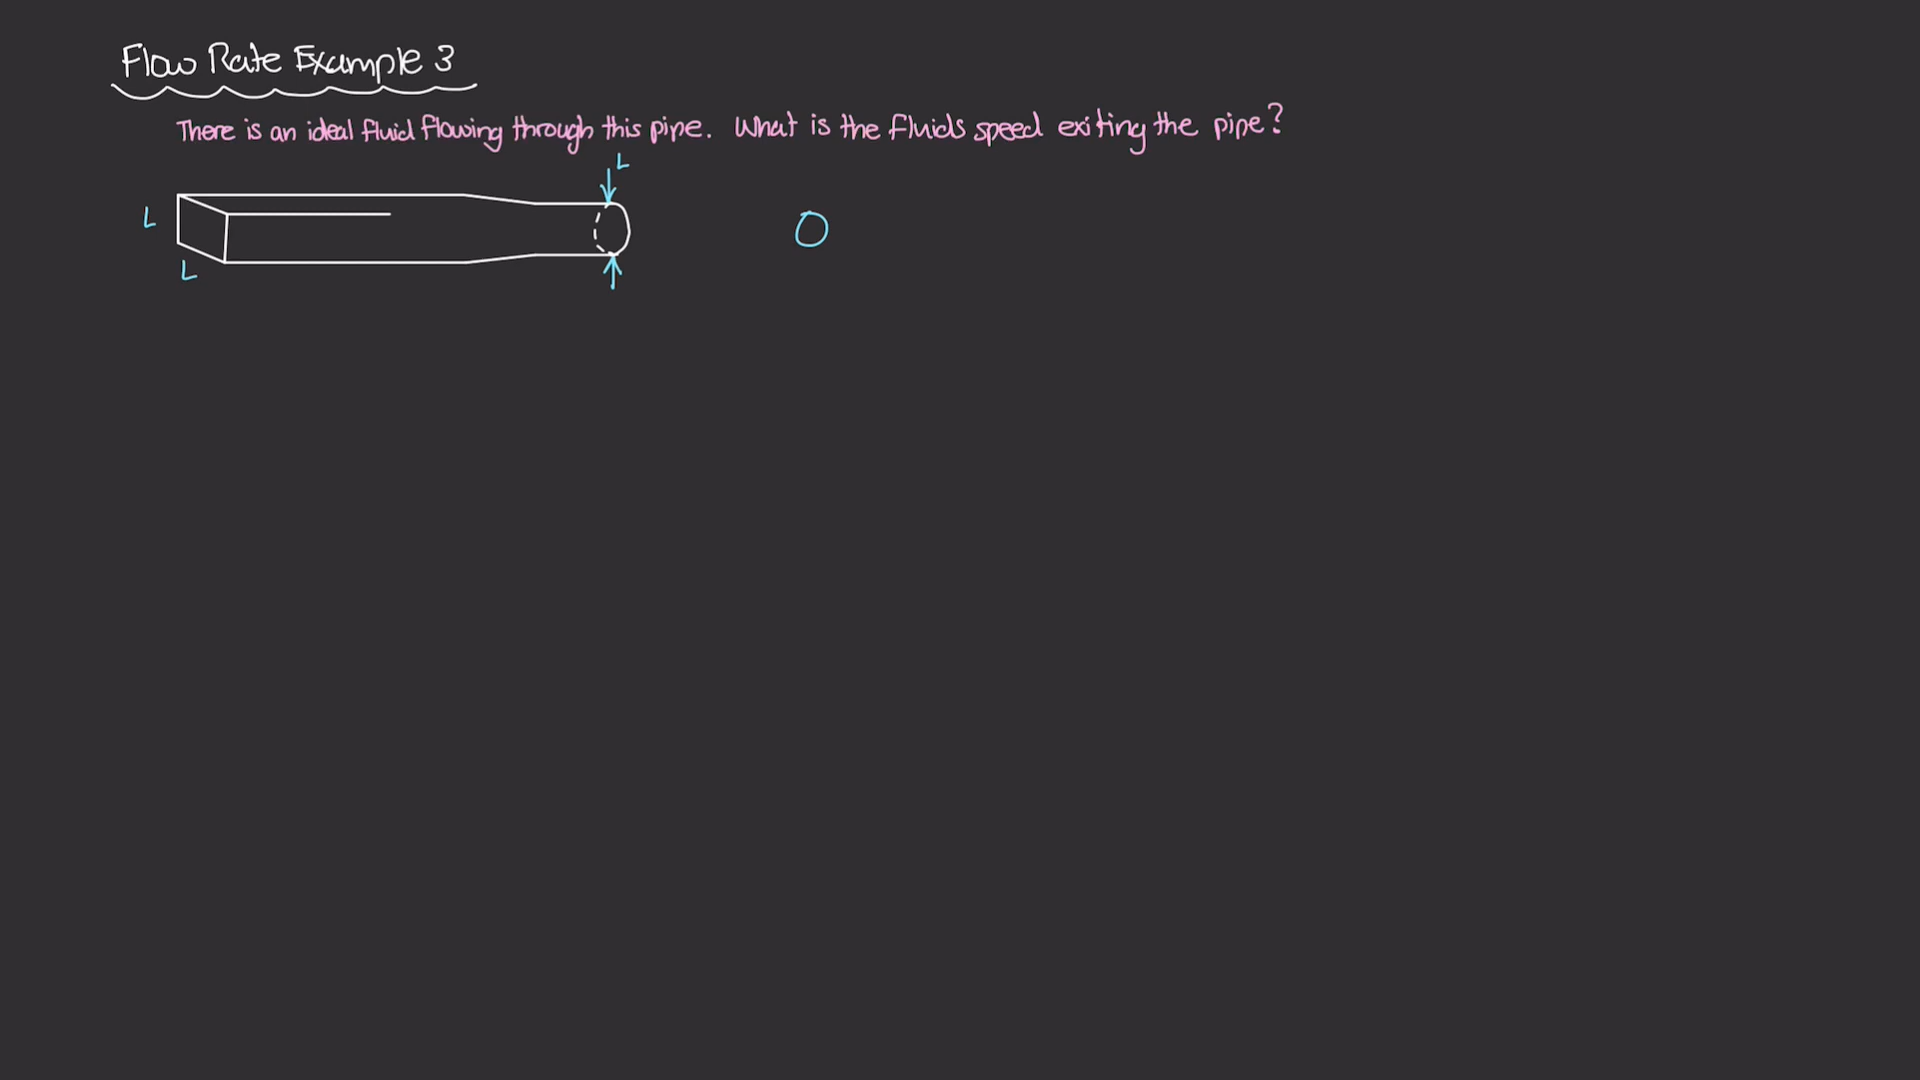 Flow Rate Example 3
There is an ideal fluid flowing through this pipe. What is the fluids speed exiting the pipe?
L
L
L